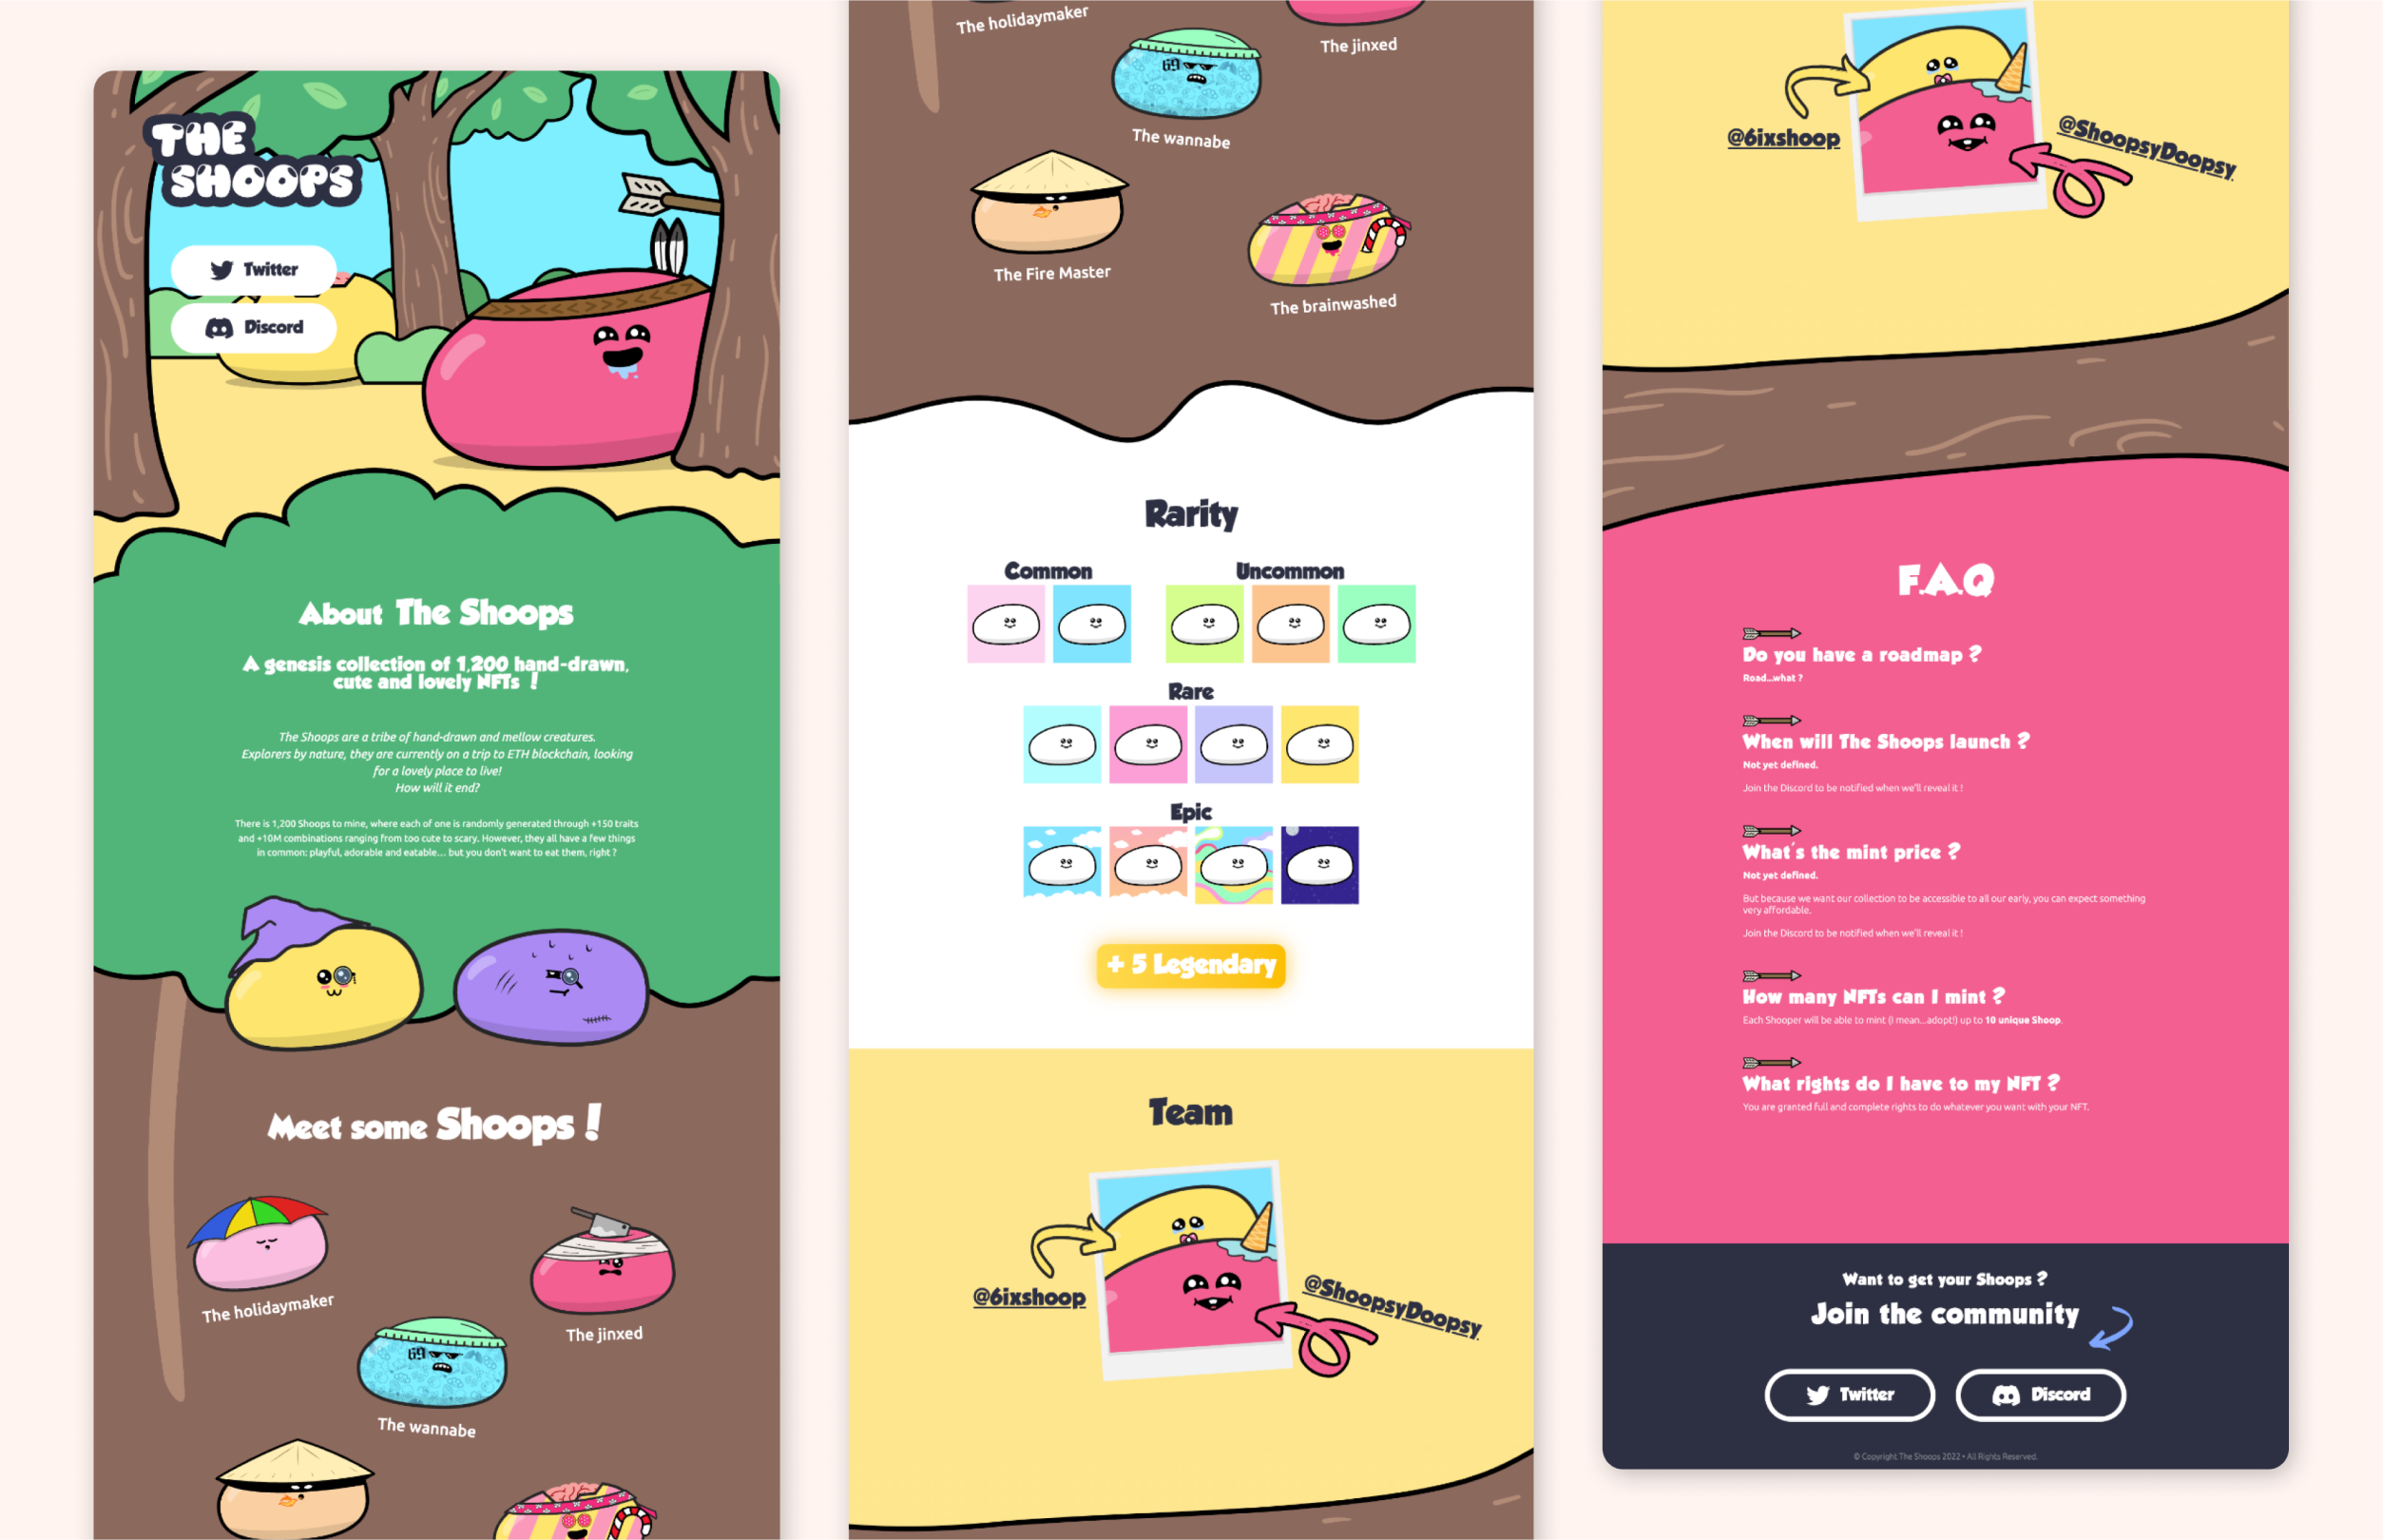 THE
SHOOPS
Twitter
Discord
About The Shoops
A genesis collection of 1,200 hand-drawn,
cute and lovely NFTs !
The Shoops are a tribe of hand-drawn and mellow creatures.
Explorers by nature, they are currently on a trip to ETH blockchain, looking
for a lovely place to live!
How will it end?
There is 1,200 Shoops to mine, where each of one is randomly generated through +150 traits
and +10M combinations ranging from too cute to scary. However, they all have a few things
in common: playful, adorable and eatable... but you don't want to eat them, right ?
Meet some Shoops !
The holidaymaker
The jinxed
69
The wannabe
The holidaymaker
The jinxed
69
The wannabe
The Fire Master
The brainwashed
Rarity
Common
Uncommon
Rare
Epic
+ 5 Legendary
Team
@6ixshoop
@ShoopsyDoopsy
@6ixshoop
@ShoopsyDoopsy
F.A.Q
Do you have a roadmap ?
Road...what ?
When will The Shoops launch ?
Not yet defined.
Join the Discord to be notified when we'll reveal it !
What's the mint price ?
Not yet defined.
But because we want our collection to be accessible to all our early, you can expect something
very affordable.
Join the Discord to be notified when we'll reveal it !
How many NFTs can I mint ?
Each Shooper will be able to mint (I mean...adopt!) up to 10 unique Shoop.
What rights do I have to my NFT ?
You are granted full and complete rights to do whatever you want with your NFT.
Want to get your Shoops ?
Join the community
Twitter
Discord
© Copyright The Shoops 2022 • All Rights Reserved.